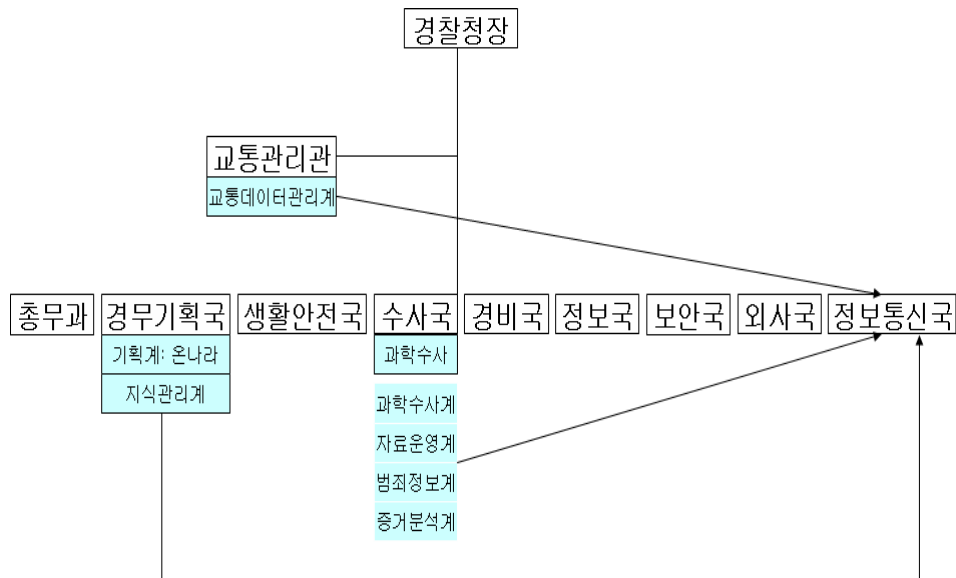 경찰청장
교통관리관
교통데이터관리계
총무과 경무기획국 생활안전국 수사국 경비국 정보국 보안국 외사국 정보통신국
기획계: 온나라
지식관리계
과학수사
과학수사계
자료운영계
범죄정보계
증거분석계